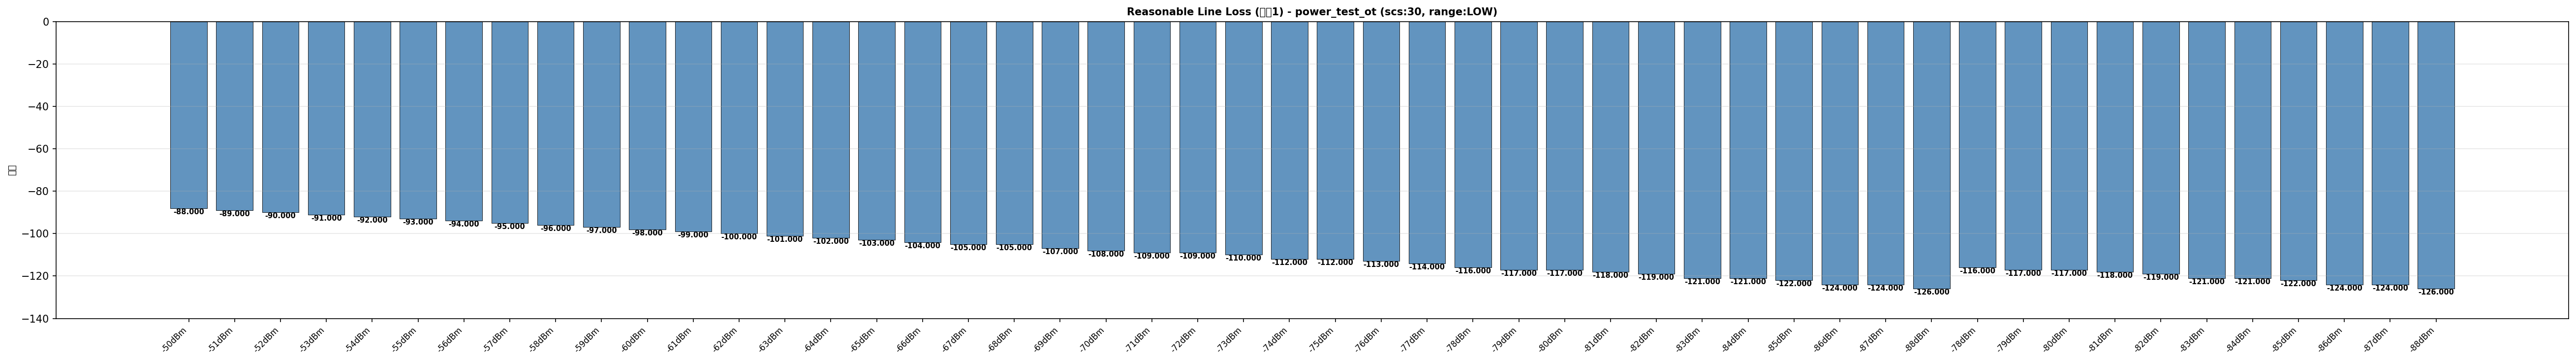 Reasonable Line Loss (1) - power_test_ot (scs:30, range:LOW)
0
−20
−40
−60
−80
−100
−120
−140
-88.000 -89.000 -90.000 -91.000 -92.000 -93.000 -94.000 -95.000 -96.000 -97.000 -98.000 -99.000 -100.000 -101.000 -102.000 -103.000 -104.000 -105.000 -105.000 -107.000 -108.000 -109.000 -109.000 -110.000 -112.000 -112.000 -113.000 -114.000 -116.000 -117.000 -117.000 -118.000 -119.000 -121.000 -121.000 -122.000 -124.000 -124.000 -126.000 -116.000 -117.000 -117.000 -118.000 -119.000 -121.000 -121.000 -122.000 -124.000 -124.000 -126.000
-50dBm -51dBm -52dBm -53dBm -54dBm -55dBm -56dBm -57dBm -58dBm -59dBm -60dBm -61dBm -62dBm -63dBm -64dBm -65dBm -66dBm -67dBm -68dBm -69dBm -70dBm -71dBm -72dBm -73dBm -74dBm -75dBm -76dBm -77dBm -78dBm -79dBm -80dBm -81dBm -82dBm -83dBm -84dBm -85dBm -86dBm -87dBm -88dBm -78dBm -79dBm -80dBm -81dBm -82dBm -83dBm -84dBm -85dBm -86dBm -87dBm -88dBm